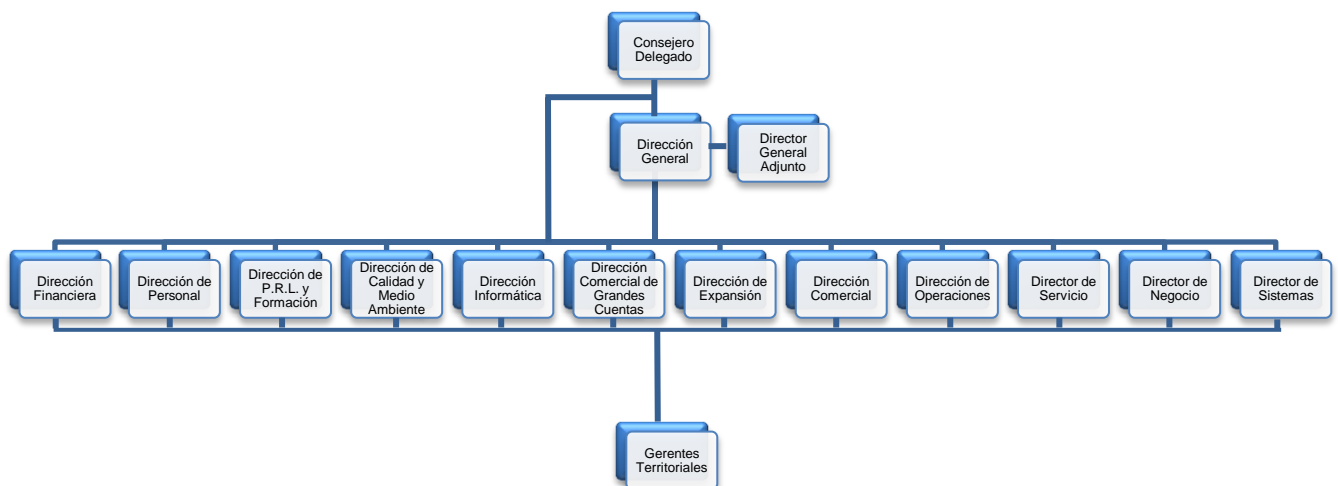 Consejero
Delegado
Dirección
General
Director
General
Adjunto
Dirección
Financiera
Dirección de
Personal
Dirección de
P.R.L. y
Formación
Dirección de
Calidad y
Medio
Ambiente
Dirección
Informática
Dirección
Comercial de
Grandes
Cuentas
Dirección de
Expansión
Dirección
Comercial
Dirección de
Operaciones
Director de
Servicio
Director de
Negocio
Director de
Sistemas
Gerentes
Territoriales